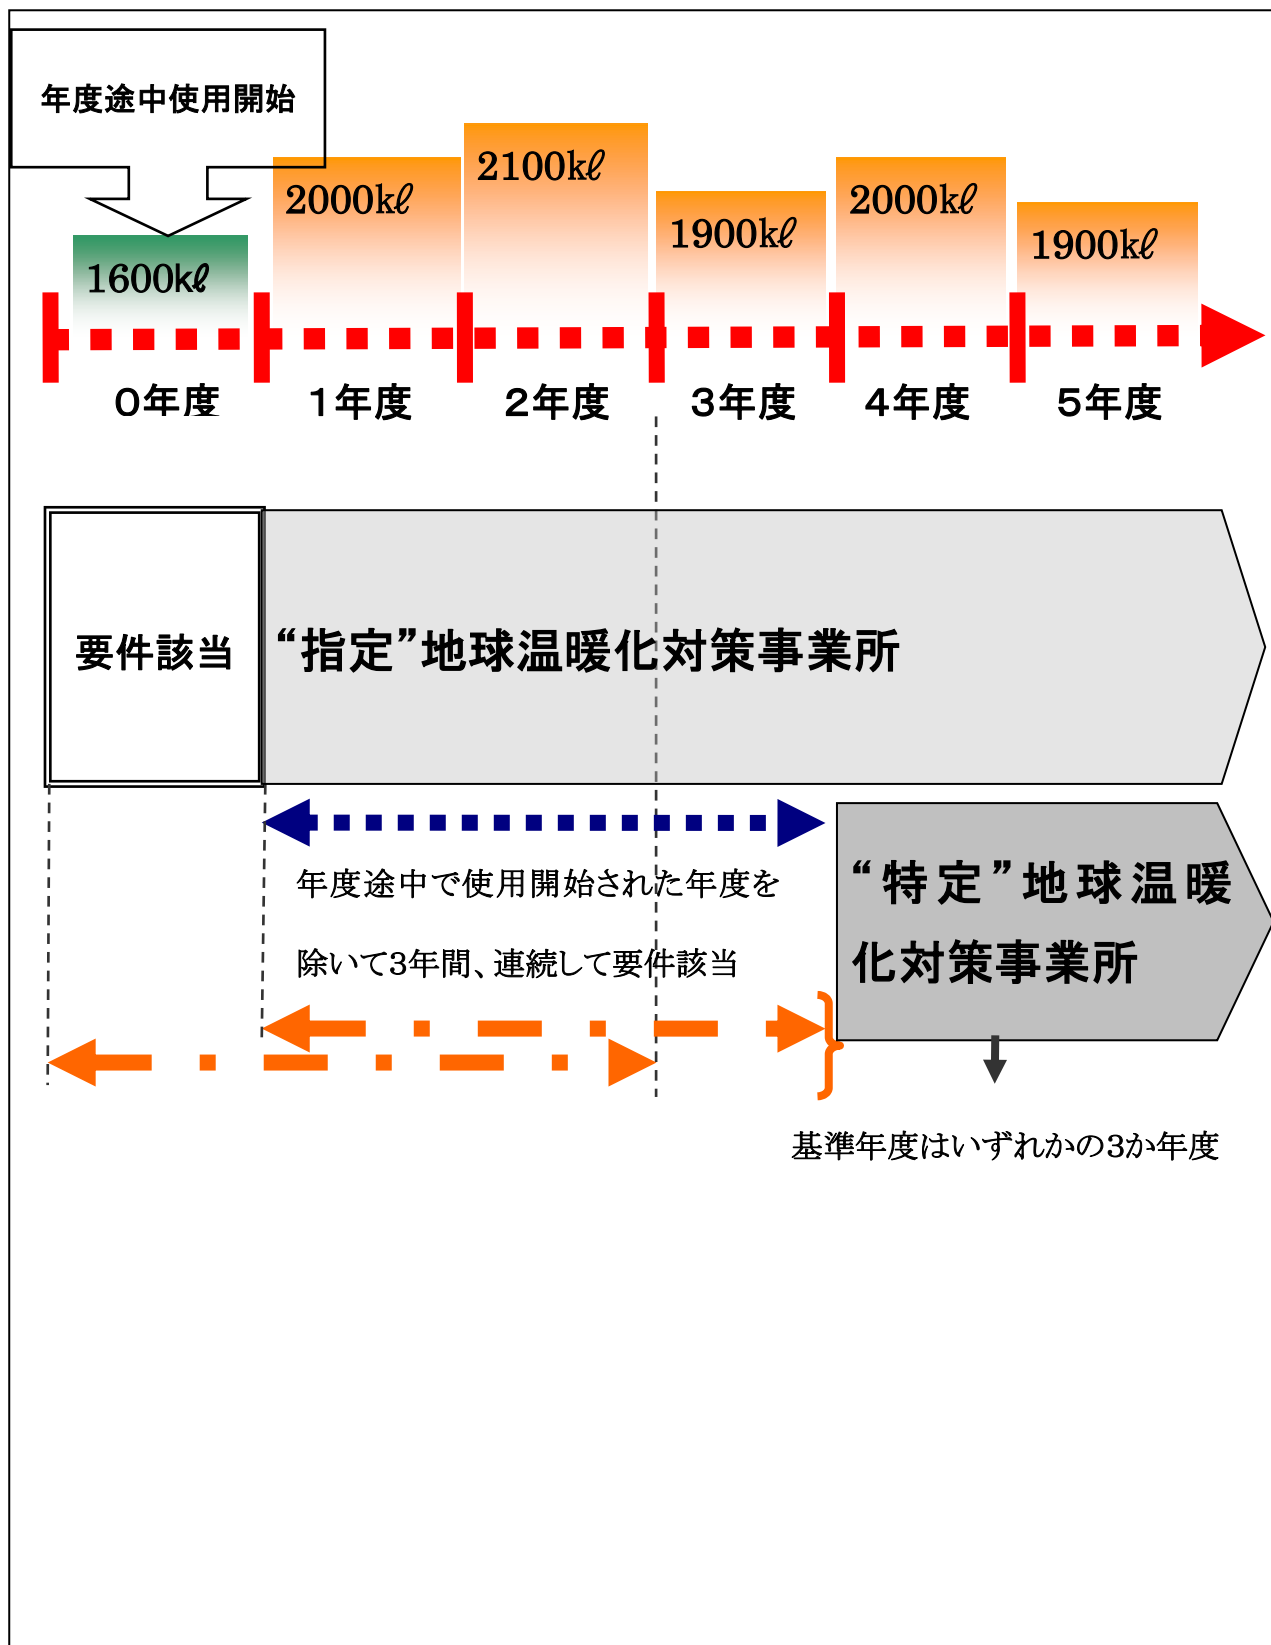 年度途中使用開始
1600kℓ
2000kℓ
2100kℓ
1900kℓ
2000kℓ
1900kℓ
0年度
1年度
2年度
3年度
4年度
5年度
要件該当
“指定”地球温暖化対策事業所
年度途中で使用開始された年度を
除いて3年間、連続して要件該当
“特定”地球温暖
化対策事業所
基準年度はいずれかの3か年度